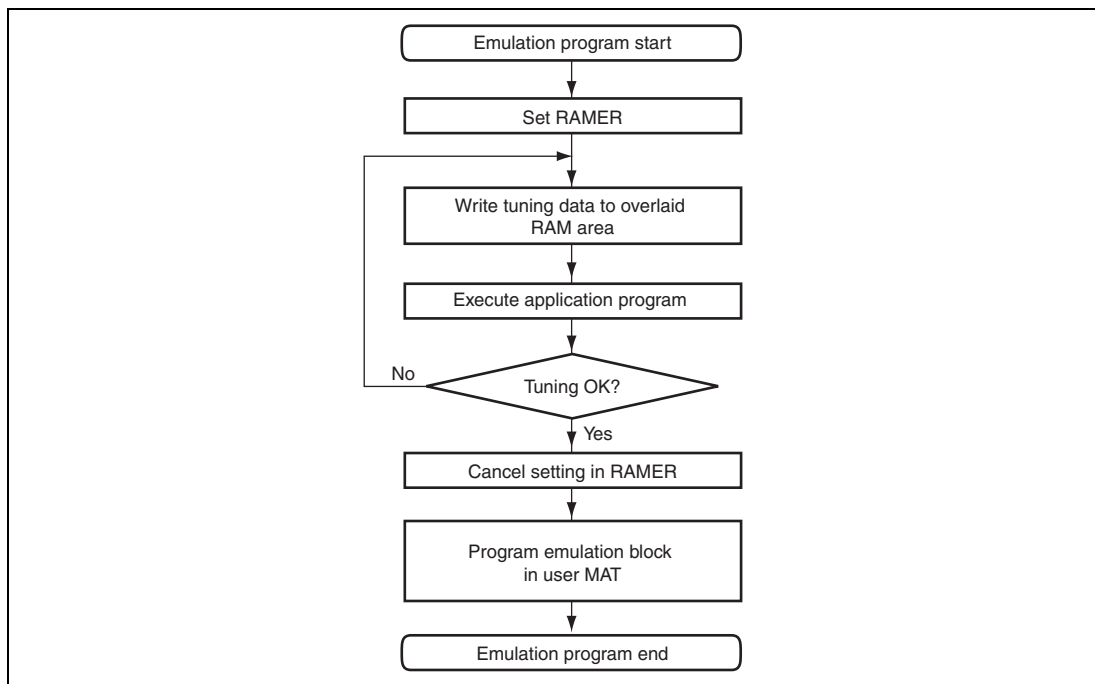 Emulation program start
Set RAMER
Write tuning data to overlaid
RAM area
Execute application program
No
Tuning OK?
Yes
Cancel setting in RAMER
Program emulation block
in user MAT
Emulation program end